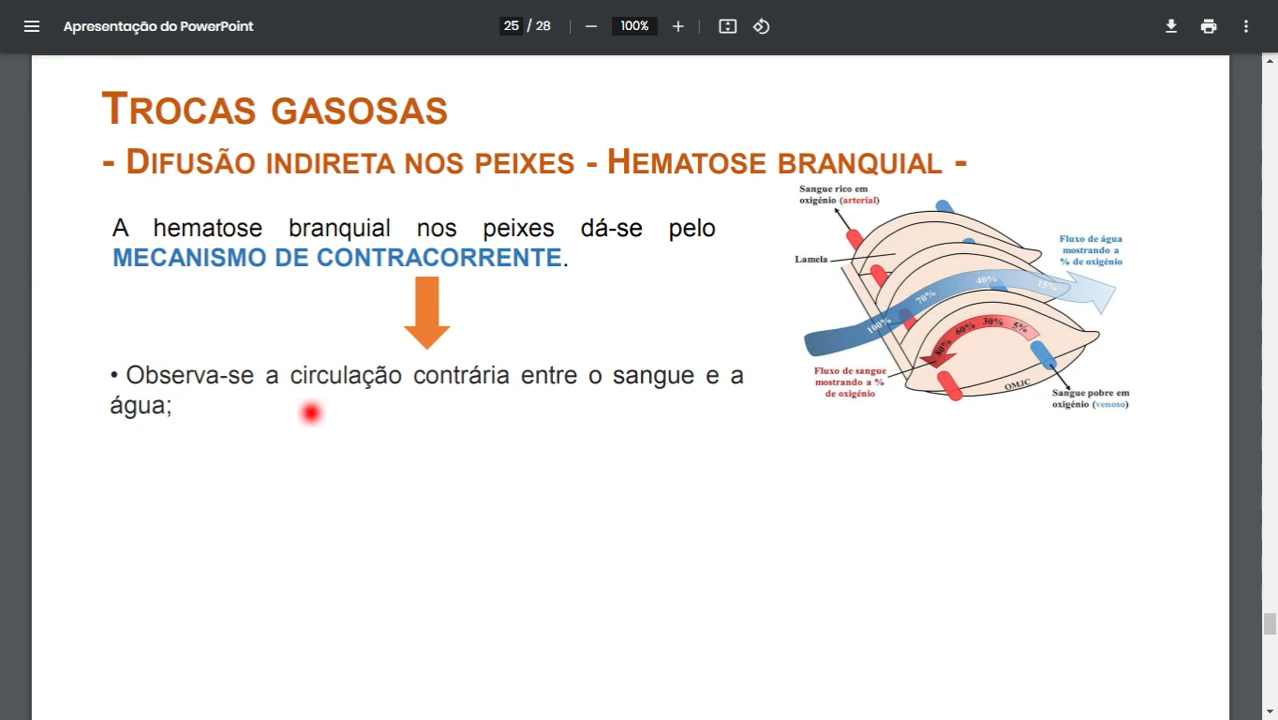 Apresentação do PowerPoint
25 / 28
100%
TROCAS GASOSAS
- DIFUSÃO INDIRETA NOS PEIXES - HEMATOSE BRANQUIAL -
A hematose branquial nos peixes dá-se pelo
MECANISMO DE CONTRACORRENTE.
• Observa-se a circulação contrária entre o sangue e a
água;
Sangue rico em
oxigénio (arterial)
Lamela
Fluxo de água
mostrando a
% de oxigénio
100% 70% 40% 15%
80% 60% 30% 5%
Fluxo de sangue
mostrando a %
de oxigénio
OMJC
Sangue pobre em
oxigénio (venoso)